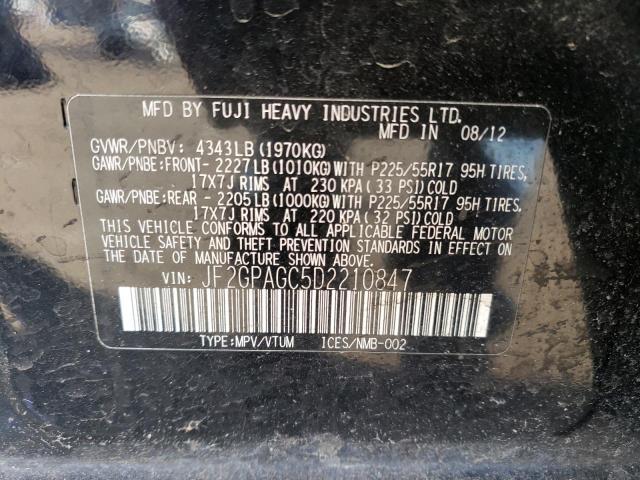 MFD BY FUJI HEAVY INDUSTRIES LTD.
MFD IN 08/12
GVWR/PNBV: 4343LB(1970KG)
GAWR/PNBE:FRONT- 2227LB(1010KG)WITH P225/55R17 95H TIRES,
17X7J RIMS AT 230 KPA(33 PSI)COLD
GAWR/PNBE:REAR - 2205LB(1000KG)WITH P225/55R17 95H TIRES,
17X7J RIMS AT 220 KPA(32 PSI)COLD
THIS VEHICLE CONFORMS TO ALL APPLICABLE FEDERAL MOTOR
VEHICLE SAFETY AND THEFT PREVENTION STANDARDS IN EFFECT
ON THE DATE OF MANUFACTURE SHOWN ABOVE.
VIN: JF2GPAGC5D2210847
TYPE:MPV/VTUM ICES/NMB-002